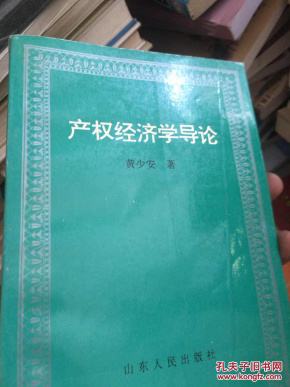 产权经济学导论
黄少安 著
山东人民出版社
孔夫子旧书网